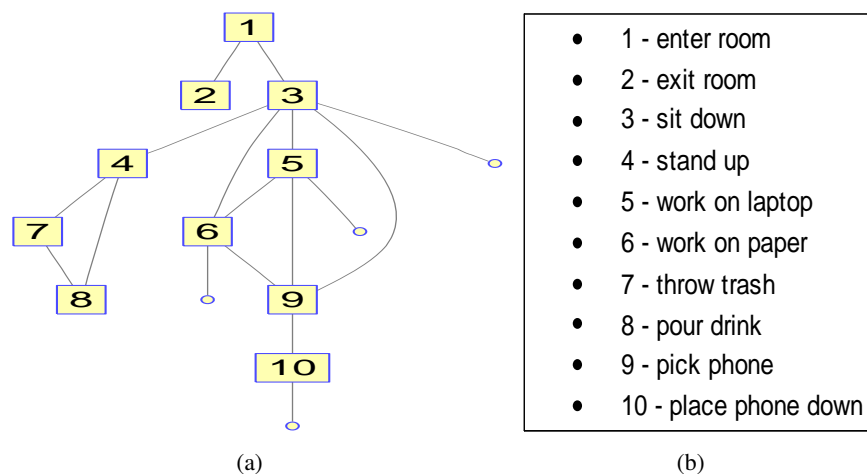 1
2
3
4
5
7
6
8
9
10
(a)
• 1 - enter room
• 2 - exit room
• 3 - sit down
• 4 - stand up
• 5 - work on laptop
• 6 - work on paper
• 7 - throw trash
• 8 - pour drink
• 9 - pick phone
• 10 - place phone down
(b)